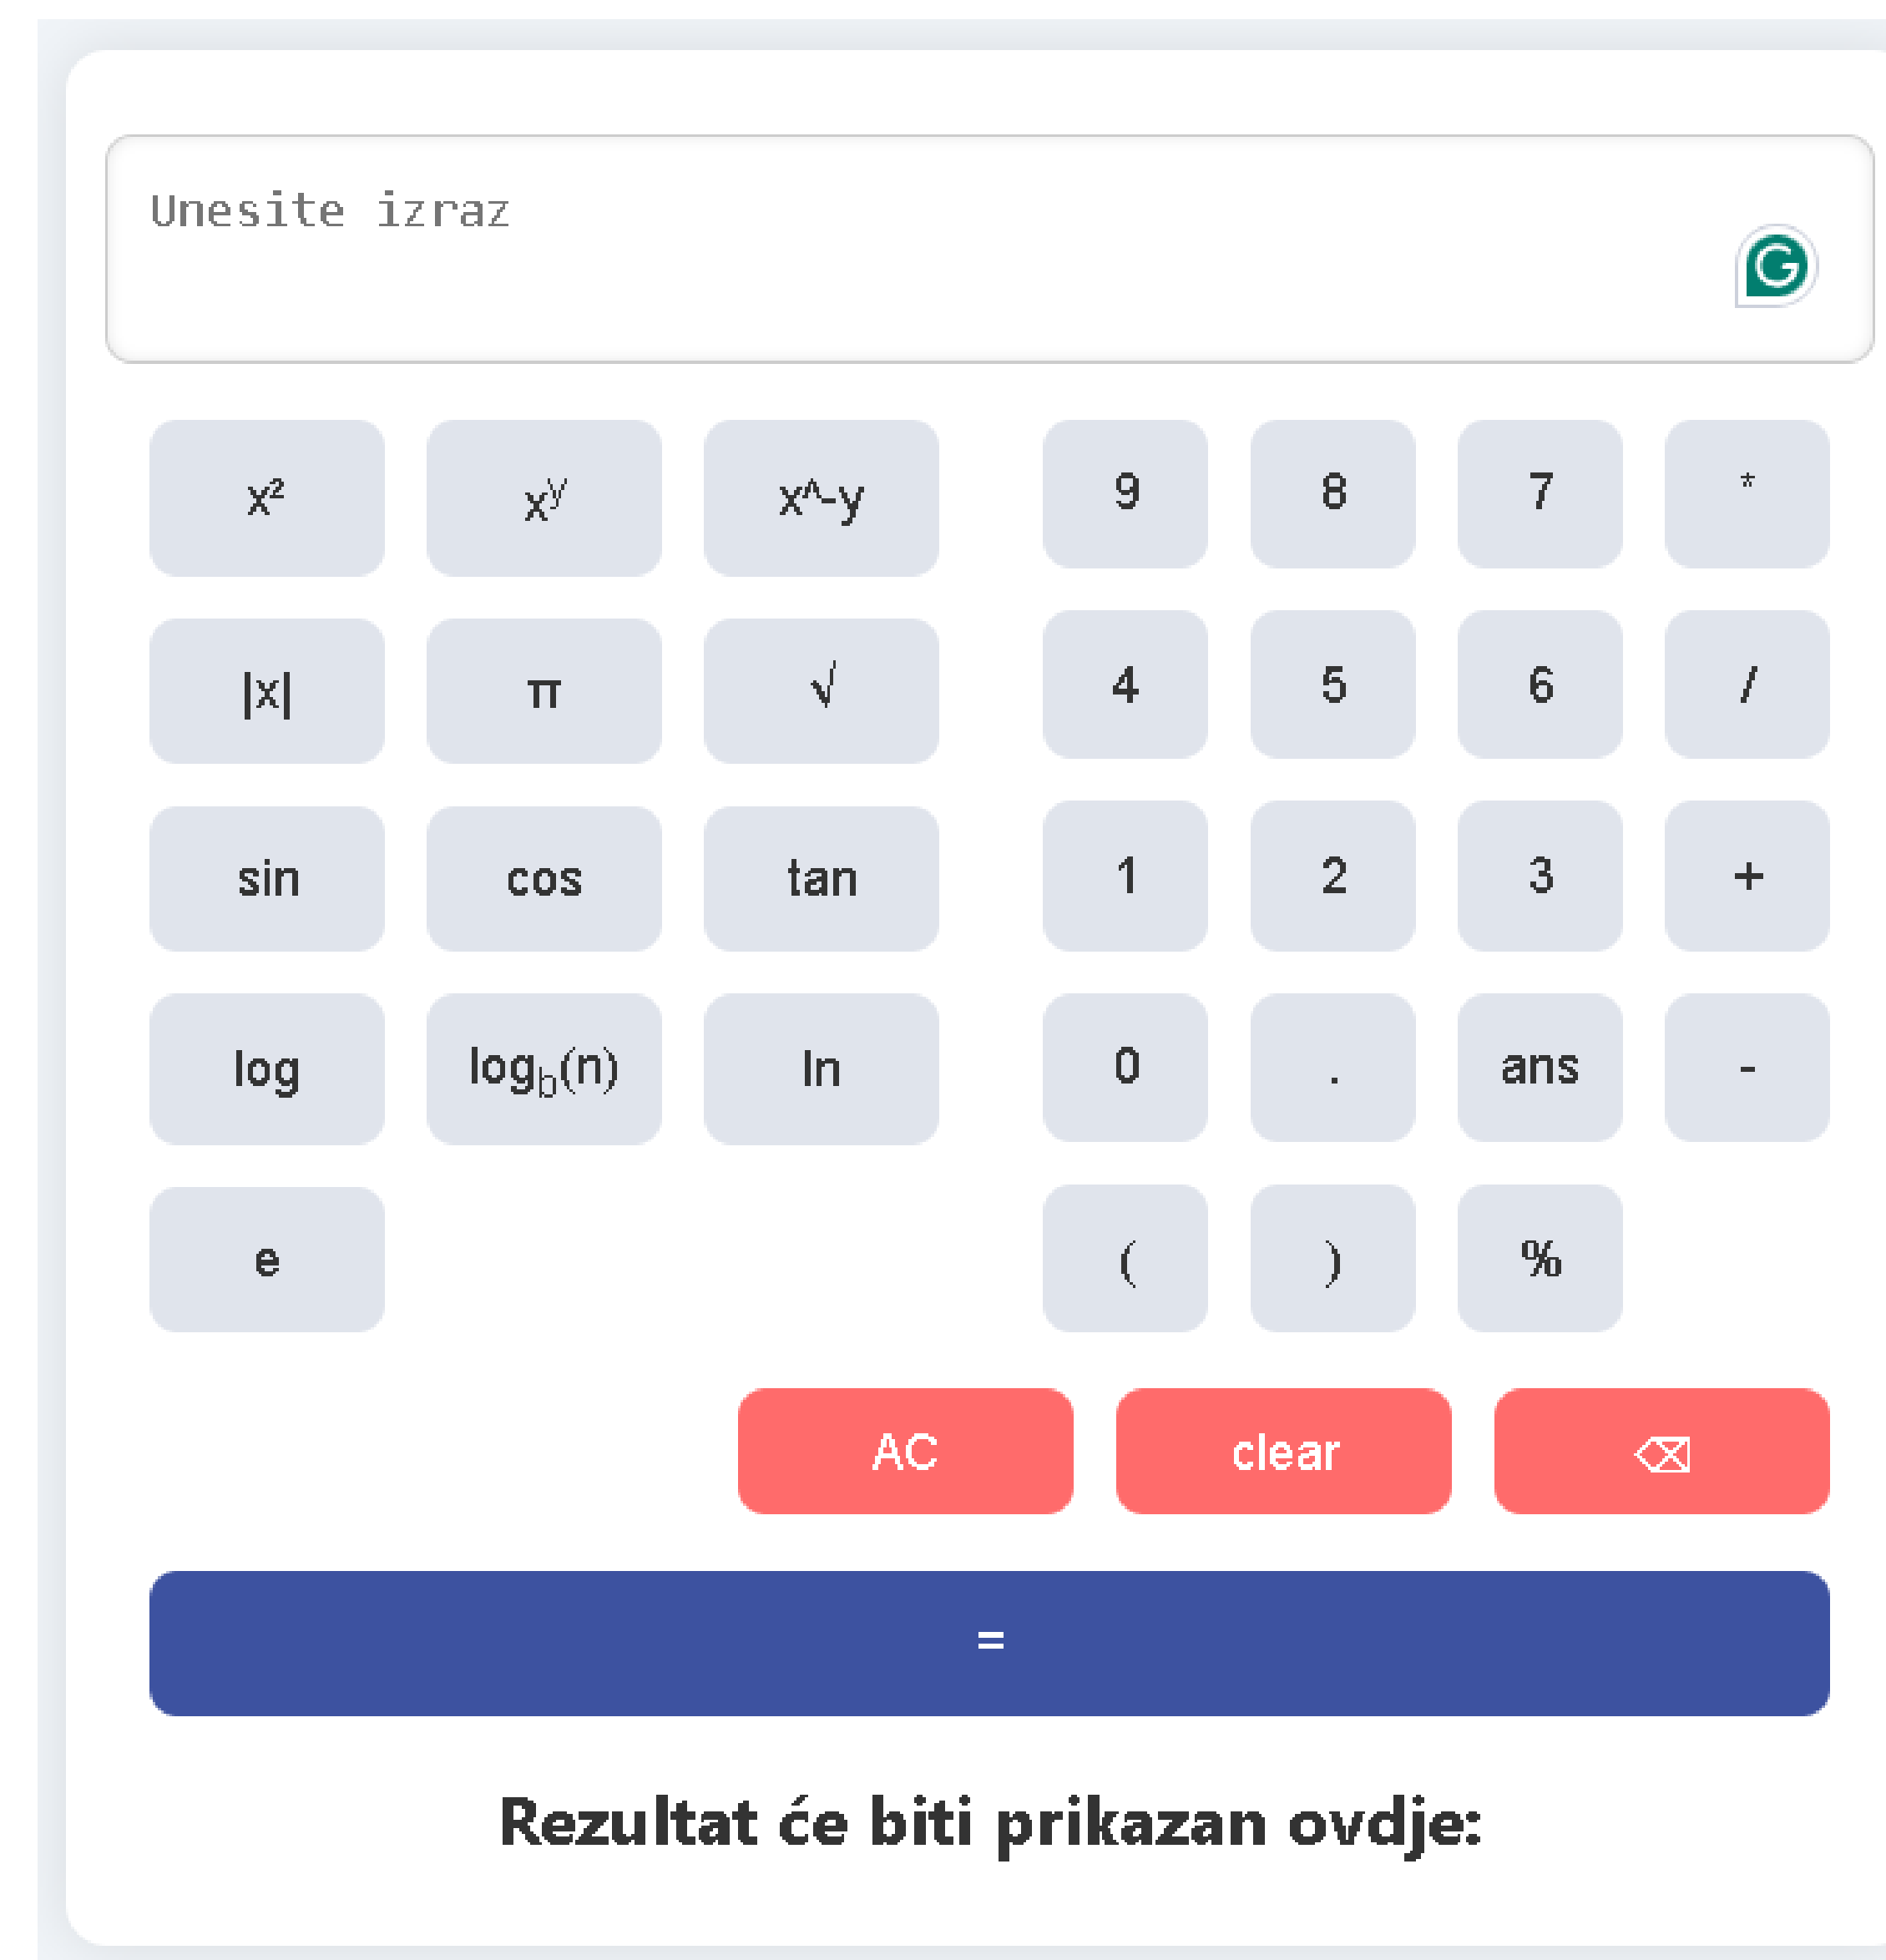 Unesite izraz
G
x² xʸ x^-y 9 8 7 *
|x| π √ 4 5 6 /
sin cos tan 1 2 3 +
log log_b(n) ln 0 . ans -
e ( ) %
AC clear ⌫
=
Rezultat će biti prikazan ovdje: